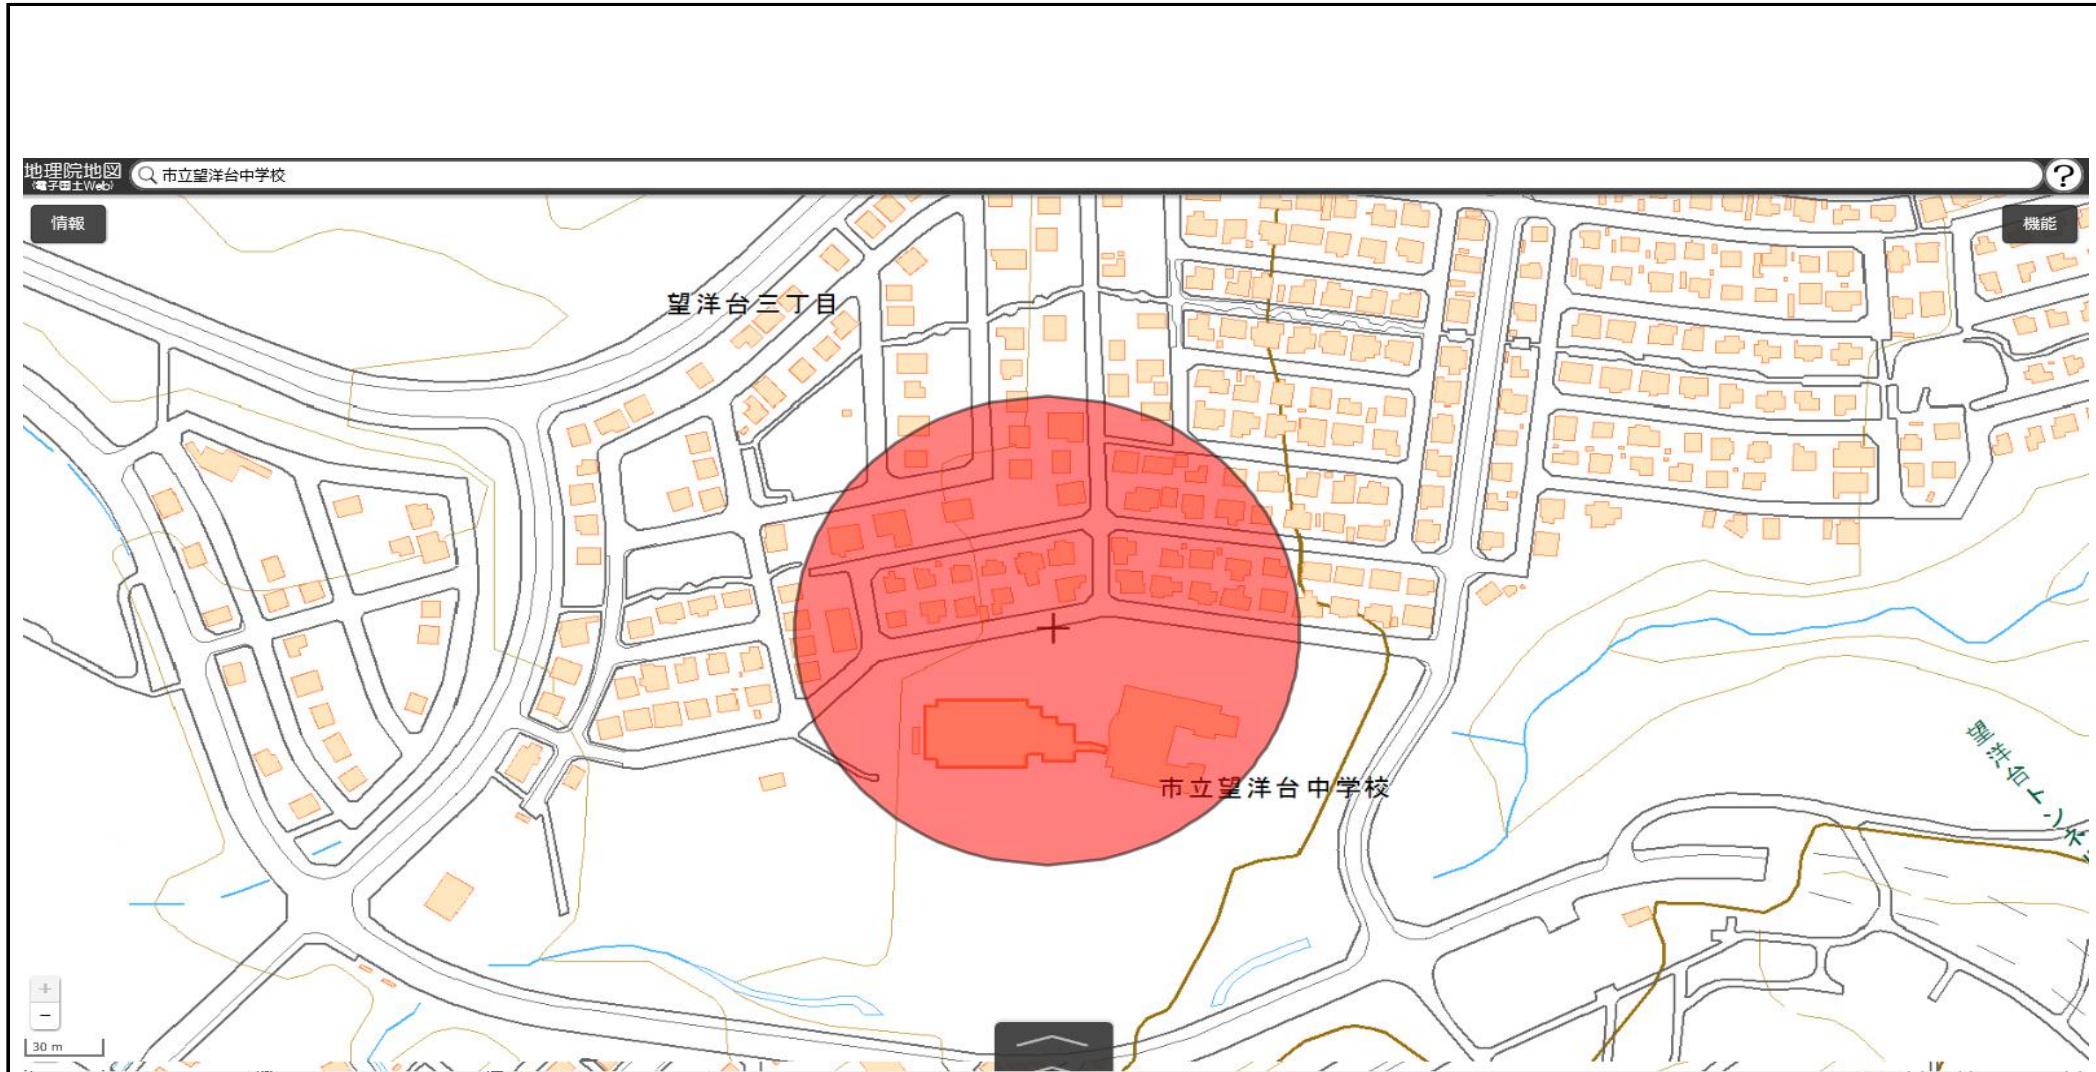 地理院地図
(電子国土Web)
市立望洋台中学校
?
情報
機能
望洋台三丁目
市立望洋台中学校
望洋台トンネル
+
−
30 m